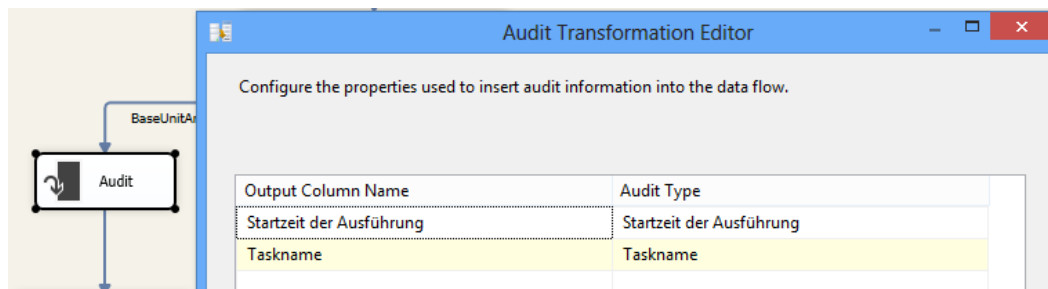 Audit Transformation Editor
Configure the properties used to insert audit information into the data flow.
BaseUnitAr
Audit
Output Column Name Audit Type
Startzeit der Ausführung Startzeit der Ausführung
Taskname Taskname